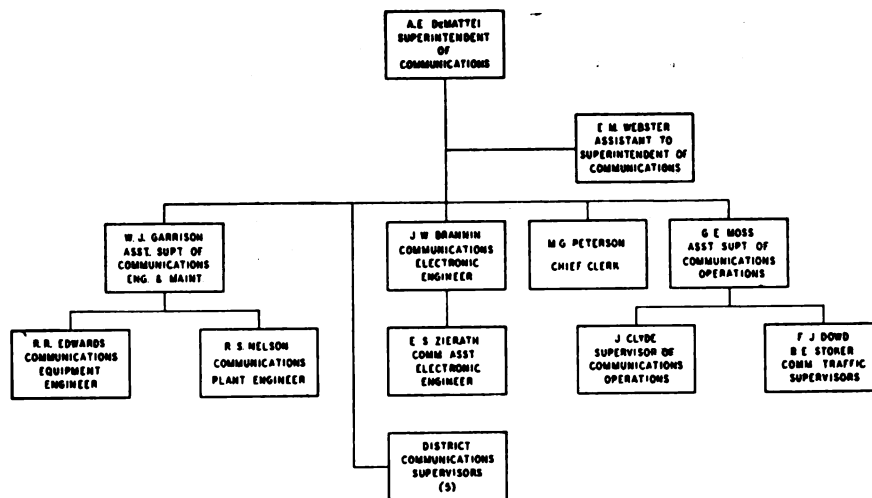 A.E. DeMATTEI
SUPERINTENDENT
OF
COMMUNICATIONS
E. M. WEBSTER
ASSISTANT TO
SUPERINTENDENT OF
COMMUNICATIONS
W. J. GARRISON
ASST. SUPT OF
COMMUNICATIONS
ENG. & MAINT.
J. W. BRANNIN
COMMUNICATIONS
ELECTRONIC
ENGINEER
M. G. PETERSON
CHIEF CLERK
G. E. MOSS
ASST SUPT OF
COMMUNICATIONS
OPERATIONS
R. R. EDWARDS
COMMUNICATIONS
EQUIPMENT
ENGINEER
R. S. NELSON
COMMUNICATIONS
PLANT ENGINEER
E. S. ZIERATH
COMM ASST
ELECTRONIC
ENGINEER
J. CLYDE
SUPERVISOR OF
COMMUNICATIONS
OPERATIONS
F. J. DOWD
B. E. STOKER
COMM TRAFFIC
SUPERVISORS
DISTRICT
COMMUNICATIONS
SUPERVISORS
(5)